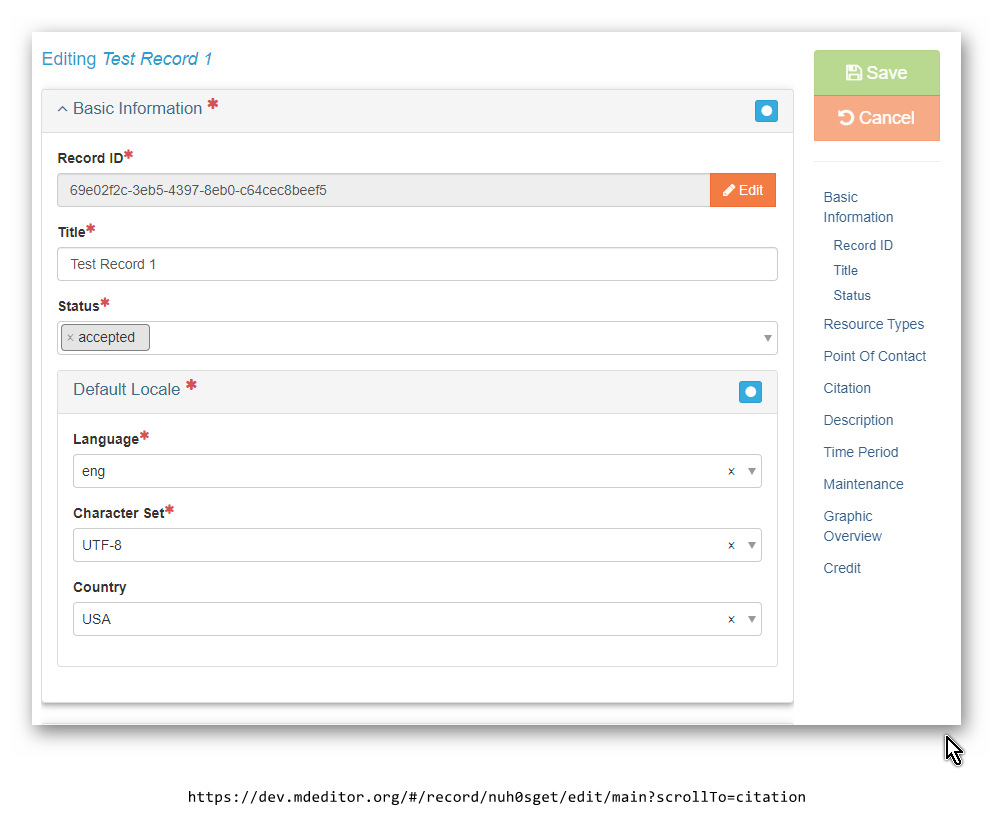 Editing Test Record 1
Save
Cancel
Basic Information *
Record ID*
69e02f2c-3eb5-4397-8eb0-c64cec8beef5
Edit
Title*
Test Record 1
Status*
× accepted
Default Locale *
Language*
eng ×
Character Set*
UTF-8 ×
Country
USA ×
Basic
Information
Record ID
Title
Status
Resource Types
Point Of Contact
Citation
Description
Time Period
Maintenance
Graphic
Overview
Credit
https://dev.mdeditor.org/#/record/nuh0sget/edit/main?scrollTo=citation